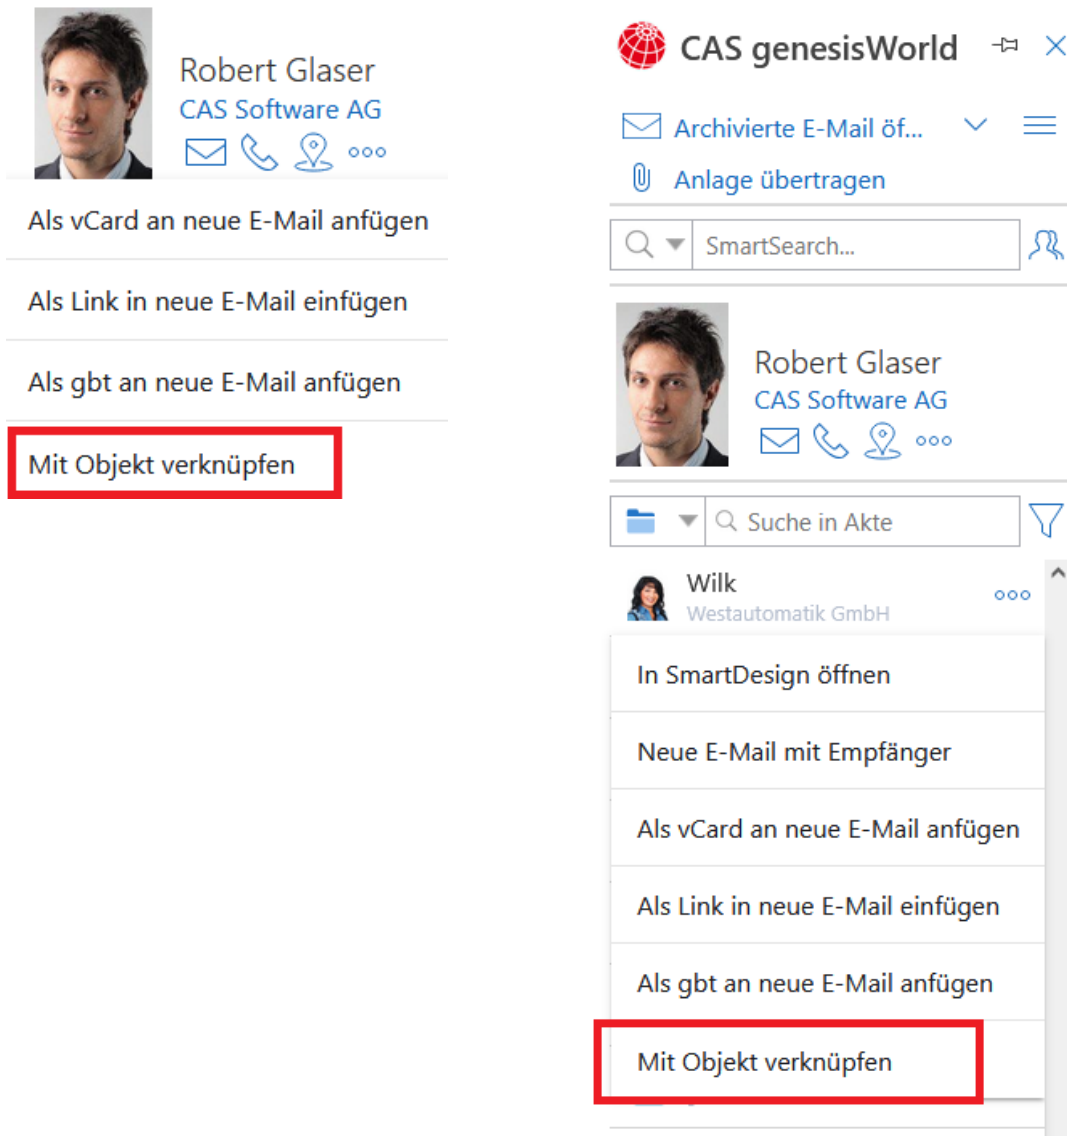 Robert Glaser
CAS Software AG
Als vCard an neue E-Mail anfügen
Als Link in neue E-Mail einfügen
Als gbt an neue E-Mail anfügen
Mit Objekt verknüpfen
CAS genesisWorld
Archivierte E-Mail öf...
Anlage übertragen
SmartSearch...
Robert Glaser
CAS Software AG
Suche in Akte
Wilk
Westautomatik GmbH
In SmartDesign öffnen
Neue E-Mail mit Empfänger
Als vCard an neue E-Mail anfügen
Als Link in neue E-Mail einfügen
Als gbt an neue E-Mail anfügen
Mit Objekt verknüpfen